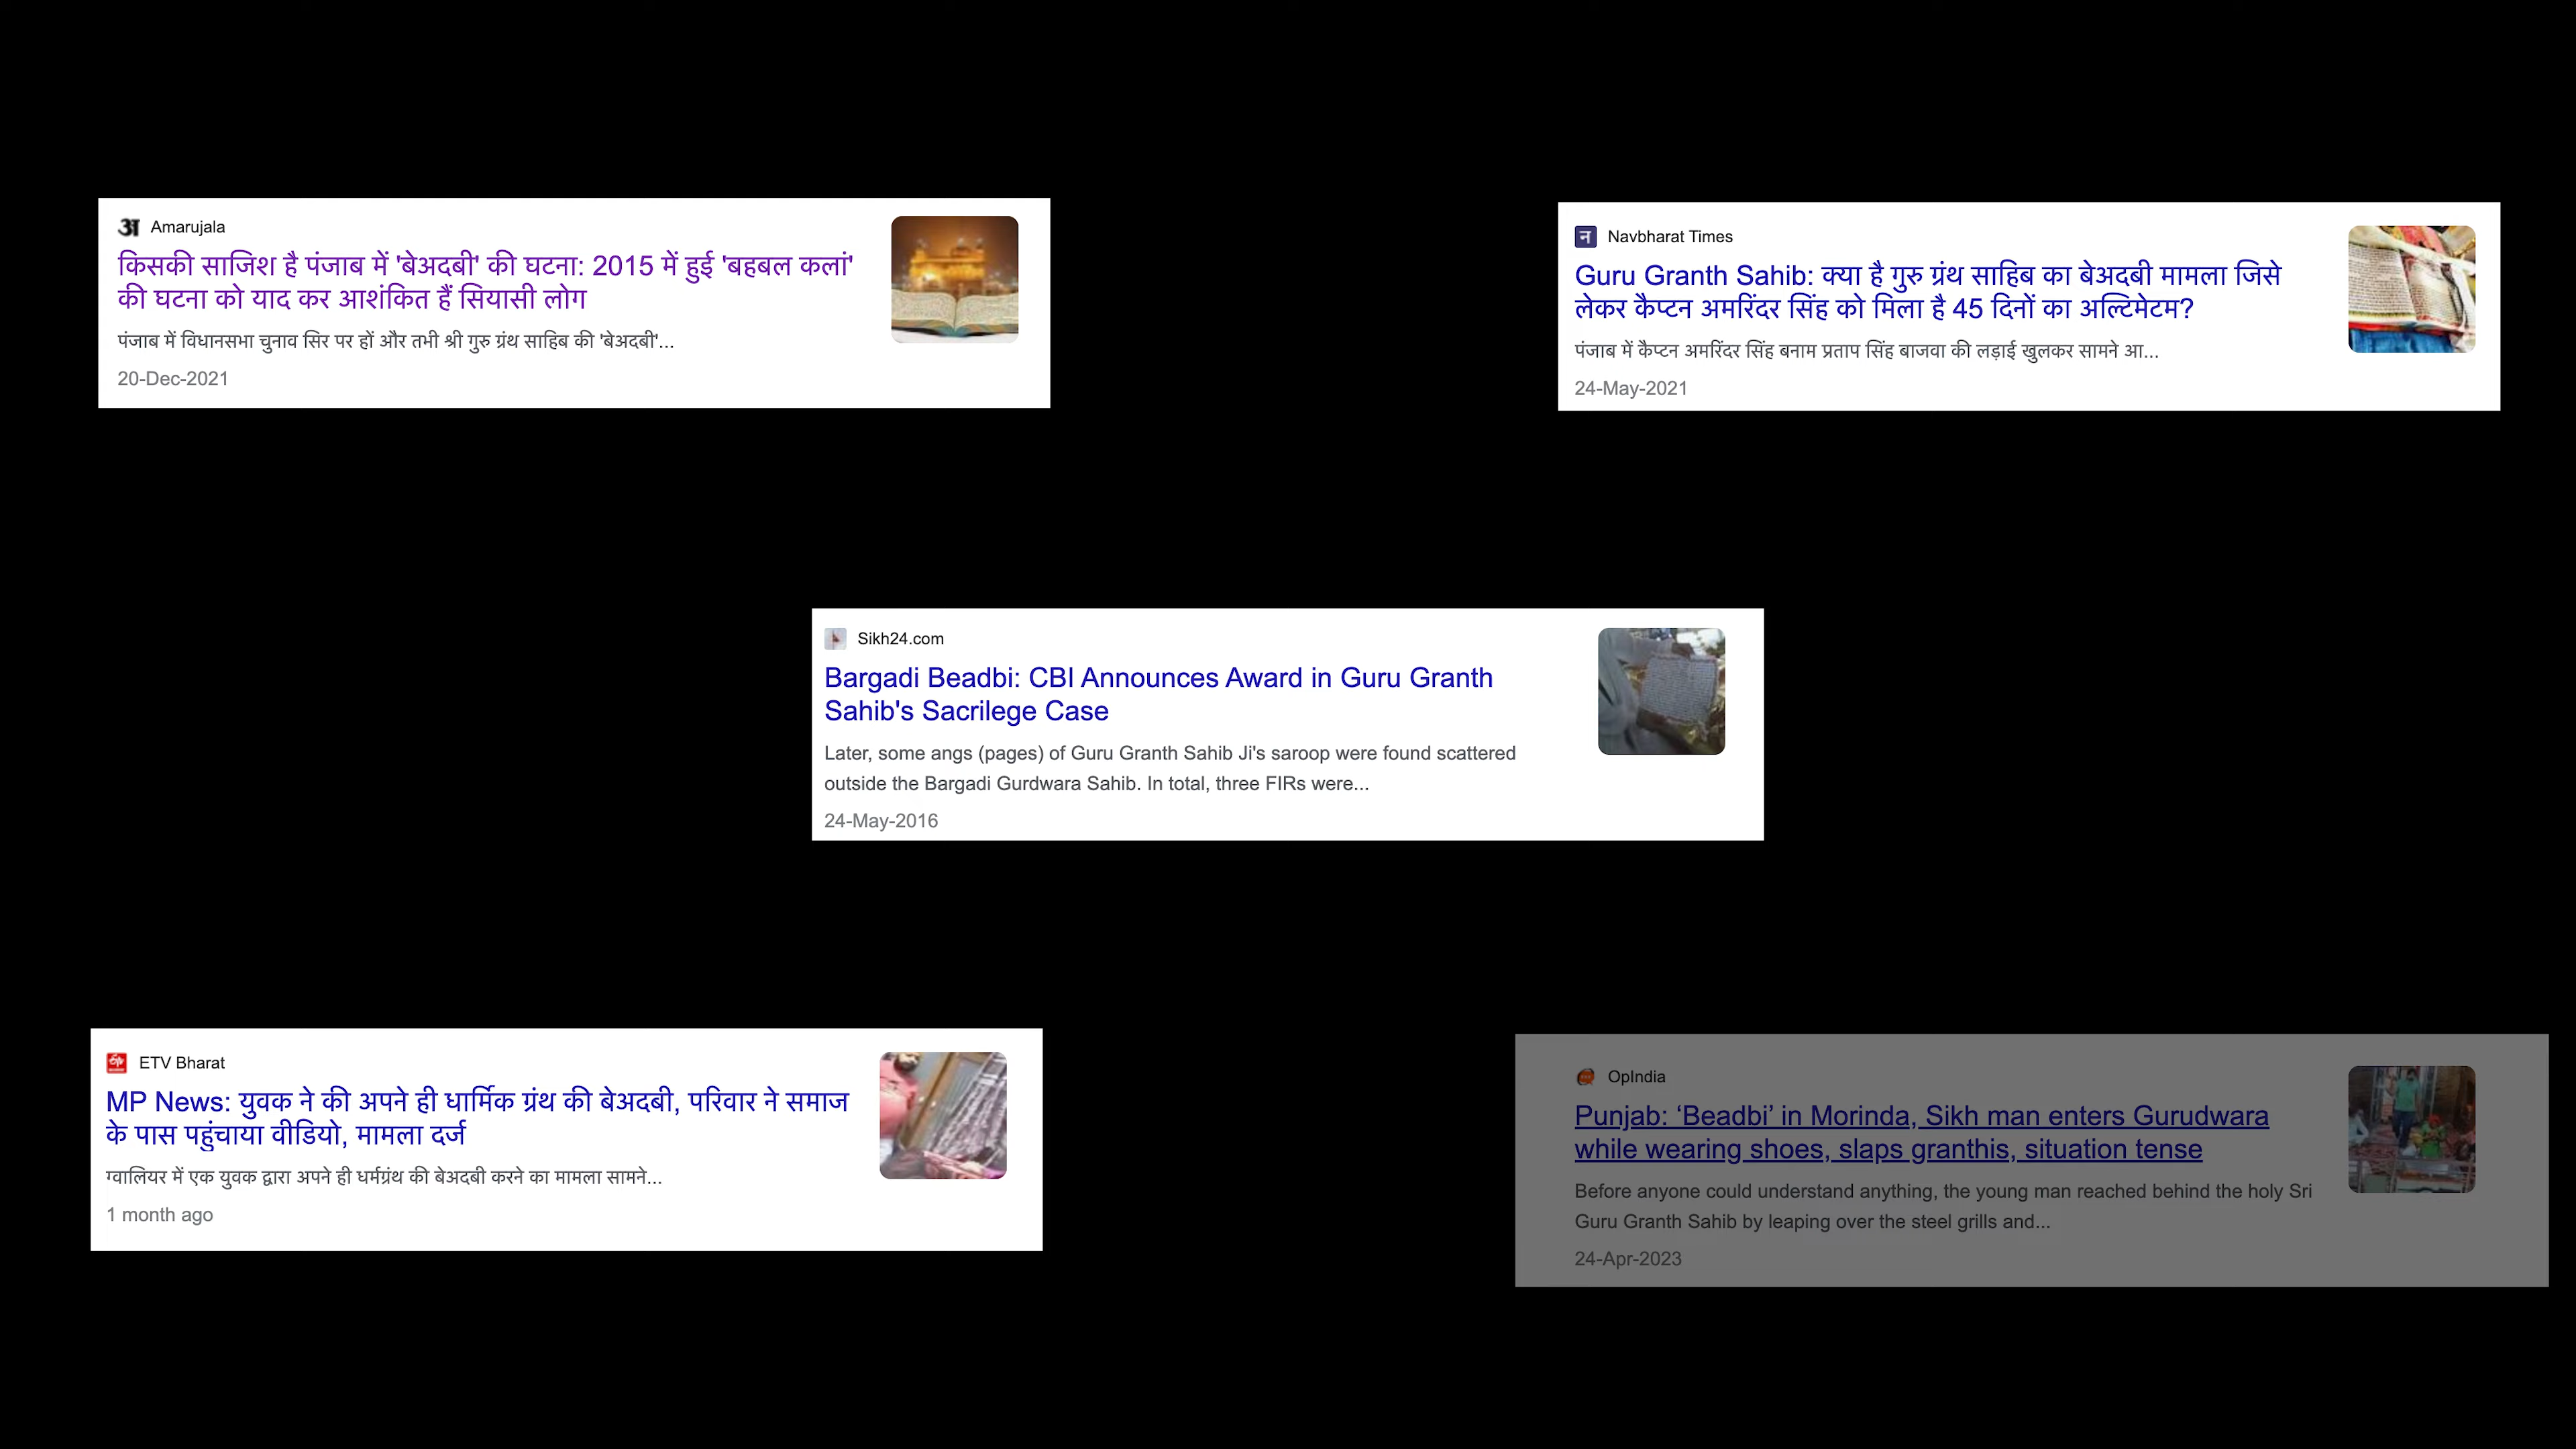 Amarujala
किसकी साजिश है पंजाब में 'बेअदबी' की घटना: 2015 में हुई 'बहबल कलां'
की घटना को याद कर आशंकित हैं सियासी लोग
पंजाब में विधानसभा चुनाव सिर पर हों और तभी श्री गुरु ग्रंथ साहिब की 'बेअदबी'...
20-Dec-2021
Navbharat Times
Guru Granth Sahib: क्या है गुरु ग्रंथ साहिब का बेअदबी मामला जिसे
लेकर कैप्टन अमरिंदर सिंह को मिला है 45 दिनों का अल्टिमेटम?
पंजाब में कैप्टन अमरिंदर सिंह बनाम प्रताप सिंह बाजवा की लड़ाई खुलकर सामने आ...
24-May-2021
Sikh24.com
Bargadi Beadbi: CBI Announces Award in Guru Granth
Sahib's Sacrilege Case
Later, some angs (pages) of Guru Granth Sahib Ji's saroop were found scattered
outside the Bargadi Gurdwara Sahib. In total, three FIRs were...
24-May-2016
ETV Bharat
MP News: युवक ने की अपने ही धार्मिक ग्रंथ की बेअदबी, परिवार ने समाज
के पास पहुंचाया वीडियो, मामला दर्ज
ग्वालियर में एक युवक द्वारा अपने ही धर्मग्रंथ की बेअदबी करने का मामला सामने...
1 month ago
OpIndia
Punjab: ‘Beadbi’ in Morinda, Sikh man enters Gurudwara
while wearing shoes, slaps granthis, situation tense
Before anyone could understand anything, the young man reached behind the holy Sri
Guru Granth Sahib by leaping over the steel grills and...
24-Apr-2023